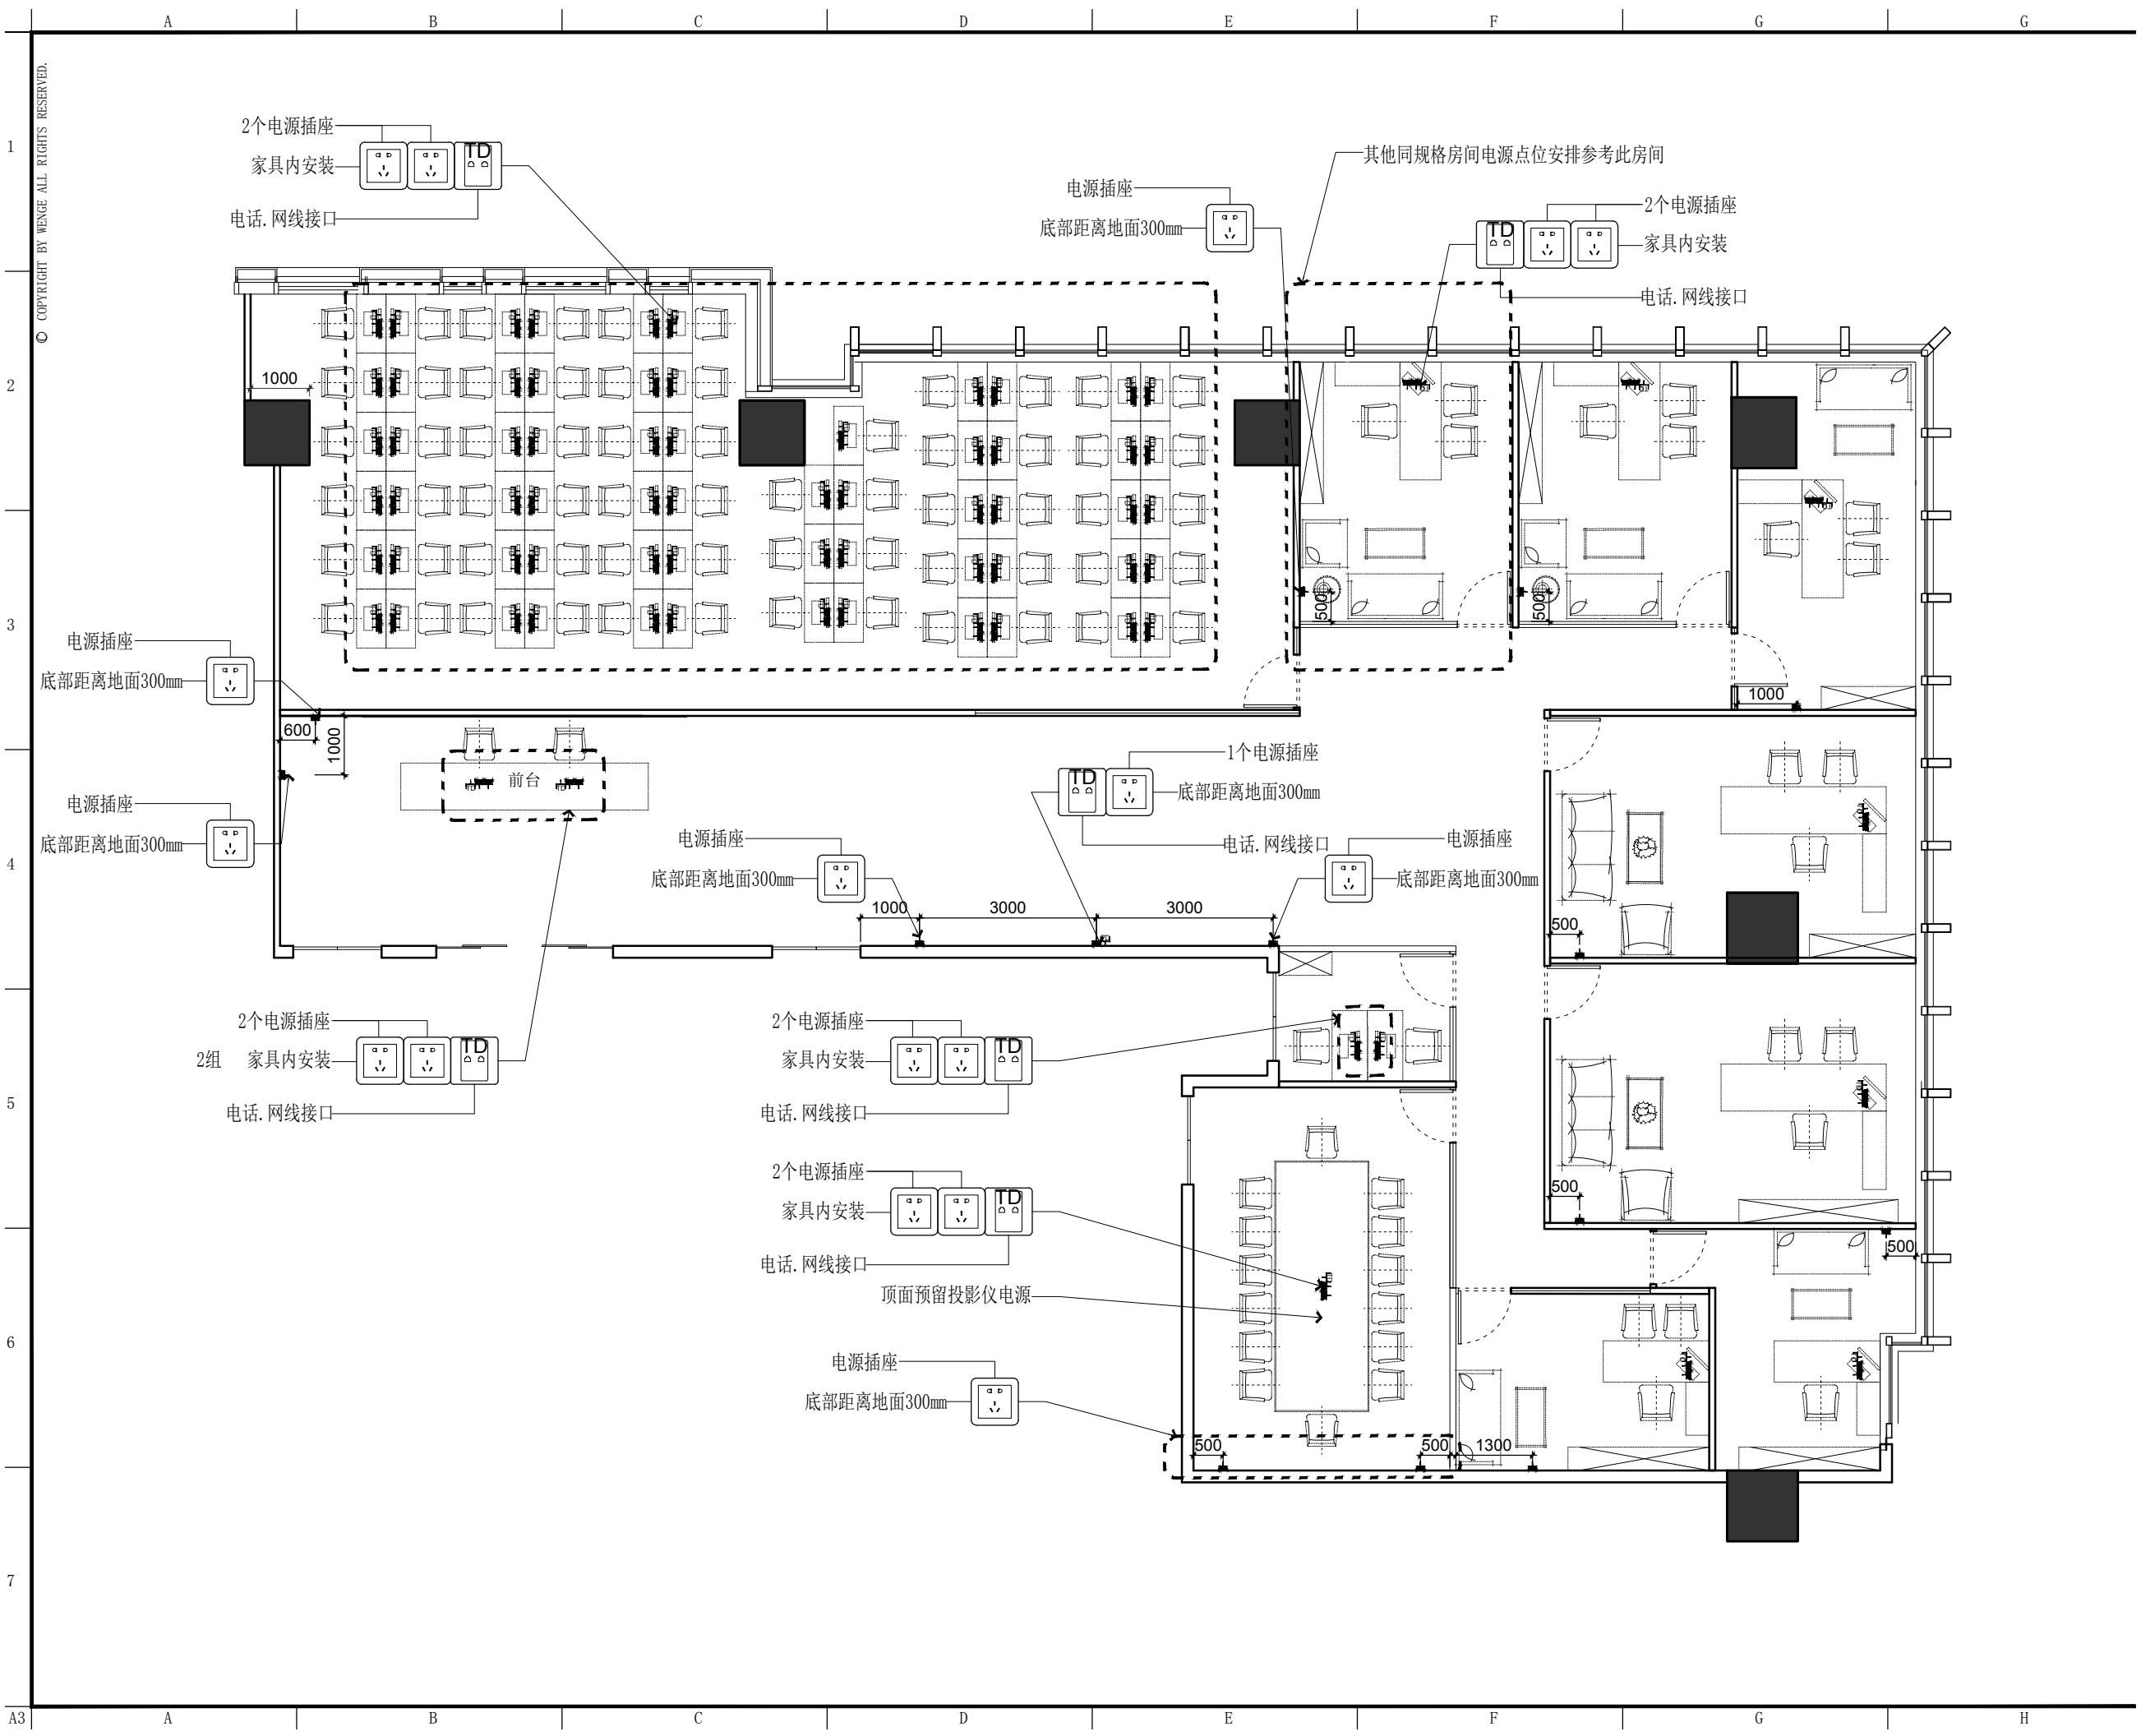 A B C D E F G G
© COPYRIGHT BY WENGE ALL RIGHTS RESERVED.
1
2
3
4
5
6
7
2个电源插座
家具内安装
TD
电话.网线接口
电源插座
底部距离地面300mm
其他同规格房间电源点位安排参考此房间
TD
2个电源插座
家具内安装
电话.网线接口
1000
500
500
1000
电源插座
底部距离地面300mm
600
1000
前台
电源插座
底部距离地面300mm
TD
1个电源插座
底部距离地面300mm
电话.网线接口
电源插座
底部距离地面300mm
电源插座
底部距离地面300mm
1000
3000
3000
500
2个电源插座
2组
家具内安装
TD
电话.网线接口
2个电源插座
家具内安装
TD
电话.网线接口
2个电源插座
家具内安装
TD
电话.网线接口
500
500
顶面预留投影仪电源
电源插座
底部距离地面300mm
500
500
1300
A3 A B C D E F G H